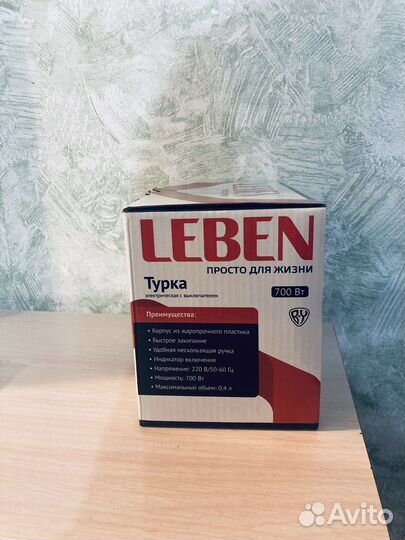 LEBEN
ПРОСТО ДЛЯ ЖИЗНИ
Турка
электрическая с выключателем
700 Вт
Преимущества:
• Корпус из жаропрочного пластика
• Быстрое закипание
• Удобная нескользящая ручка
• Индикатор включения
• Напряжение: 220 В/50-60 Гц
• Мощность: 700 Вт
• Максимальный объем: 0,4 л
Avito